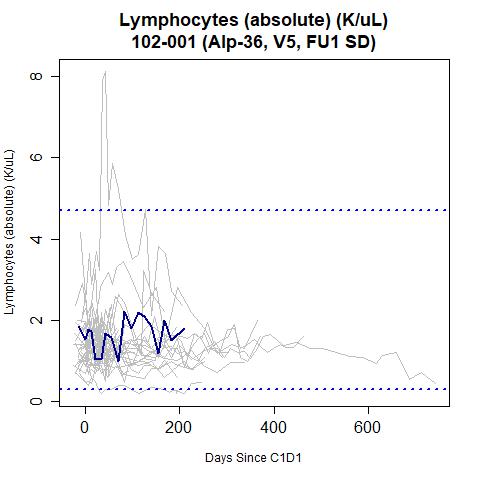 Lymphocytes (absolute) (K/uL)
102-001 (Alp-36, V5, FU1 SD)
Lymphocytes (absolute) (K/uL)
8
6
4
2
0
0 200 400 600
Days Since C1D1